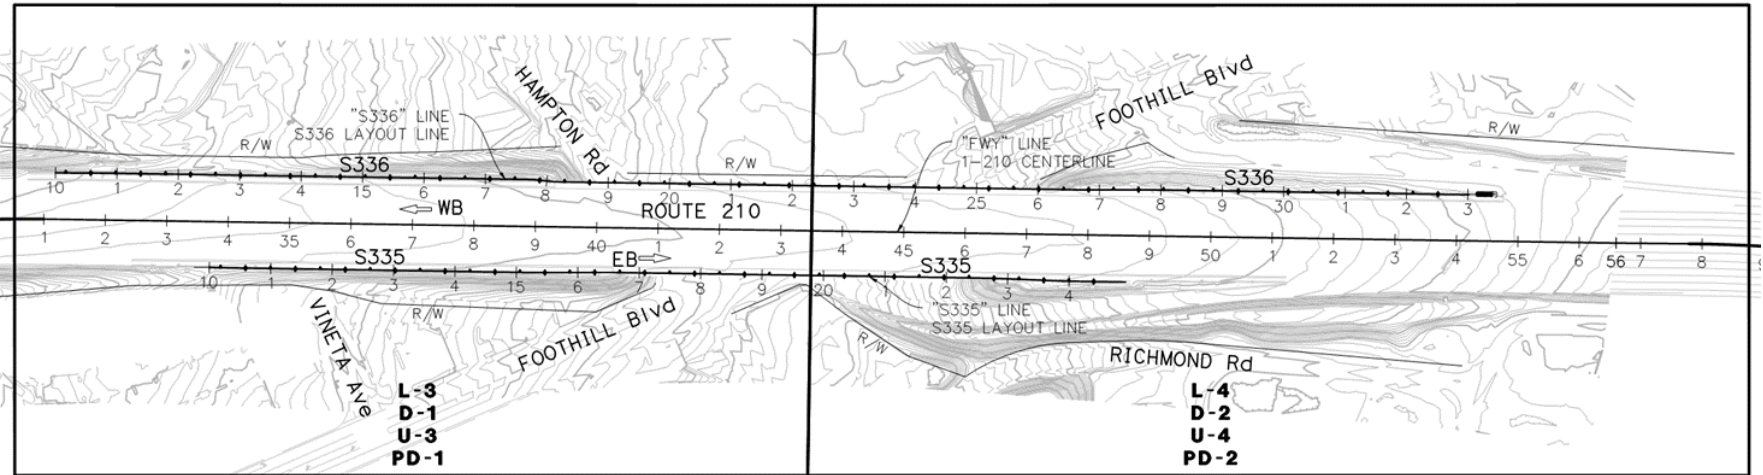 HAMPTON Rd
"S336" LINE
S336 LAYOUT LINE
R/W
S336
10 1 2 3 4 15 6 7 8 9 20 1 2 3 4 25 6 7 8 9 30 1 2 3
R/W
"FWY" LINE
1-210 CENTERLINE
FOOTHILL Blvd
R/W
S336
WB
ROUTE 210
1 2 3 4 35 6 7 8 9 40 1 2 3 4 45 6 7 8 9 50 1 2 3 4 55 6 56 7 8
S335
EB
S335
10 1 2 3 4 15 6 7 8 9 20 1 2 3 4
"S335" LINE
S335 LAYOUT LINE
VINETA Ave
R/W
FOOTHILL Blvd
R/W
RICHMOND Rd
L-3
D-1
U-3
PD-1
L-4
D-2
U-4
PD-2